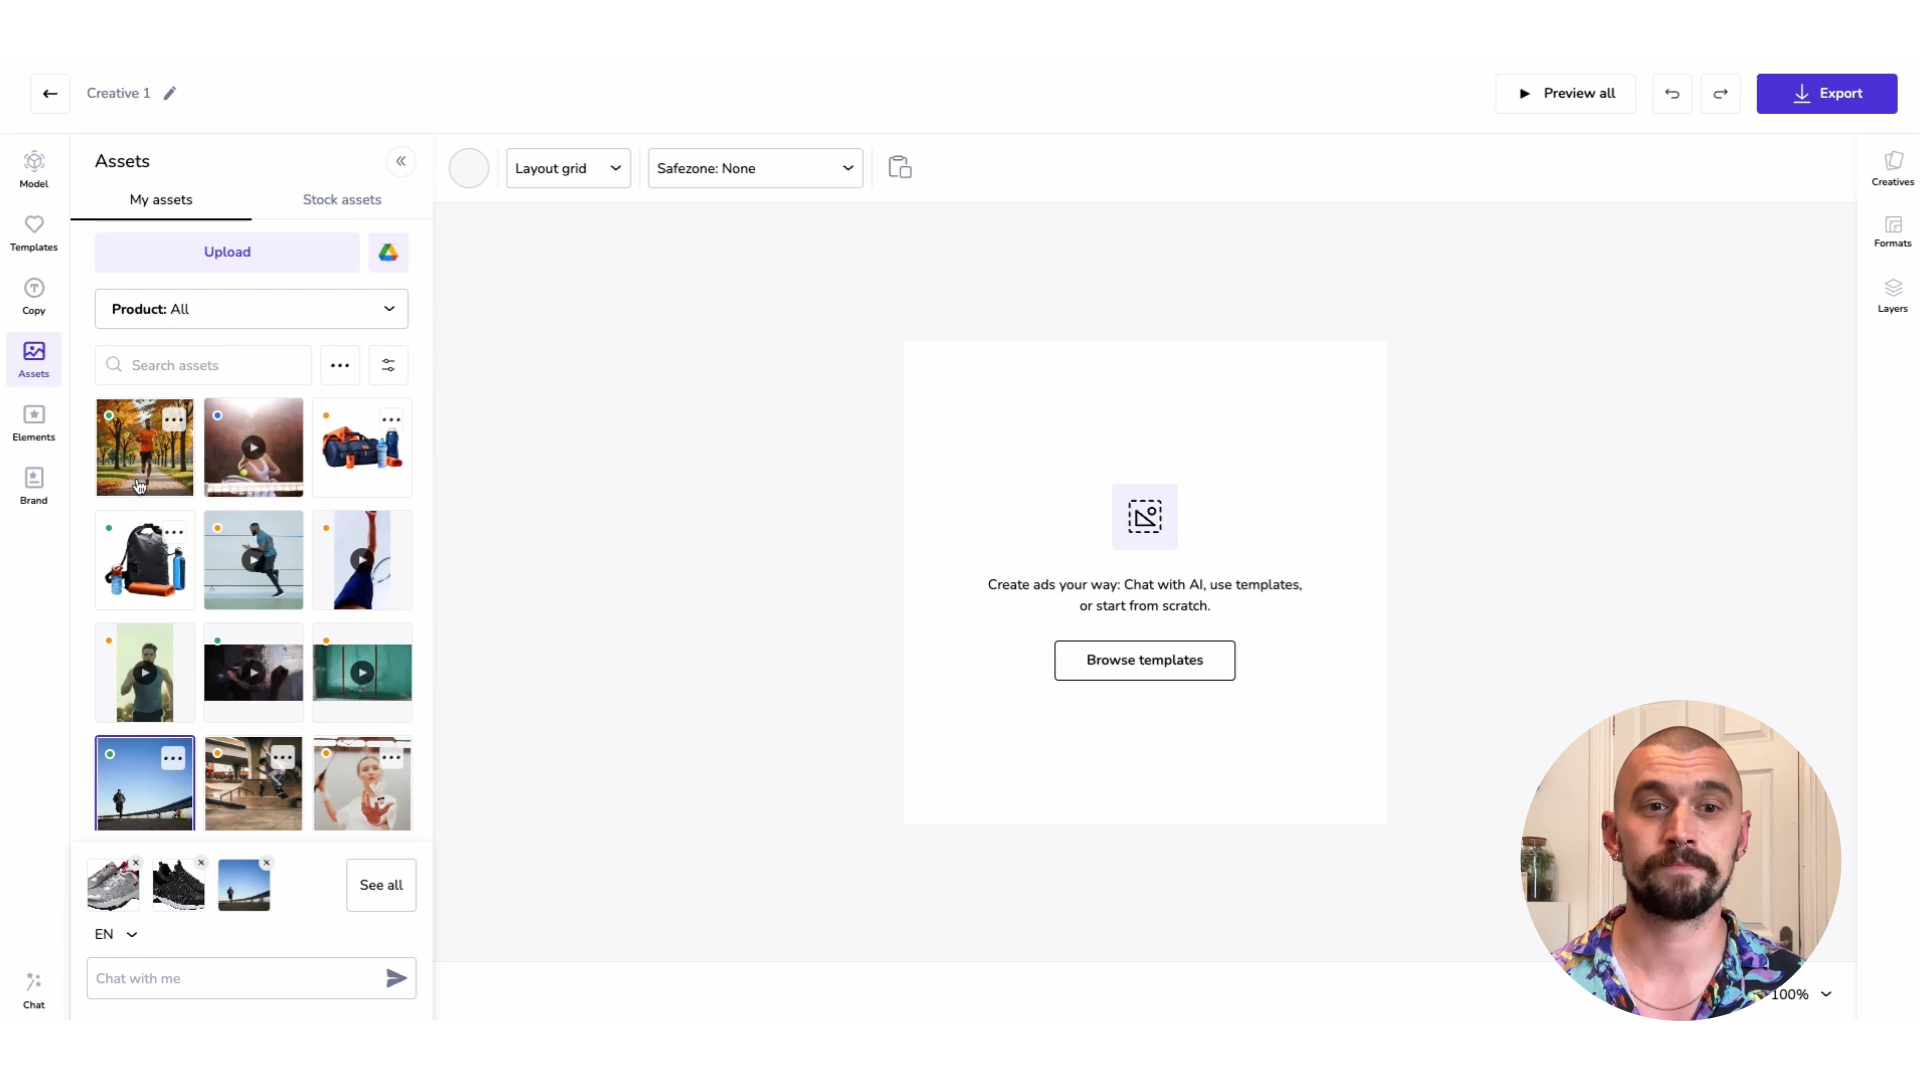 Creative 1
Preview all
Export
Model
Templates
Copy
Assets
Elements
Brand
Chat
Assets
My assets
Stock assets
Upload
Product: All
Search assets
See all
EN
Chat with me
Layout grid
Safezone: None
Create ads your way: Chat with AI, use templates,
or start from scratch.
Browse templates
Creatives
Formats
Layers
100%